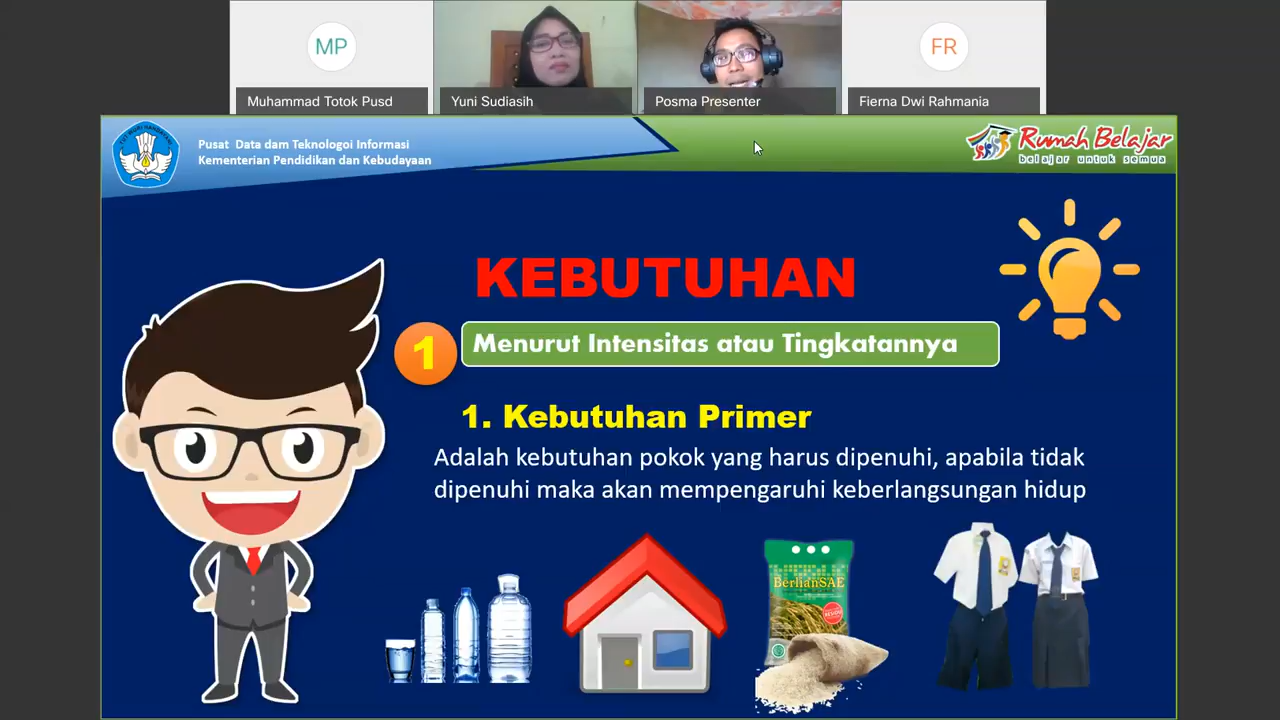 MP
FR
Muhammad Totok Pusd
Yuni Sudiasih
Posma Presenter
Fierna Dwi Rahmania
Pusat Data dam Teknologoi Informasi
Kementerian Pendidikan dan Kebudayaan
Rumah Belajar
belajar untuk semua
KEBUTUHAN
1
Menurut Intensitas atau Tingkatannya
1. Kebutuhan Primer
Adalah kebutuhan pokok yang harus dipenuhi, apabila tidak
dipenuhi maka akan mempengaruhi keberlangsungan hidup
BerlianSAE